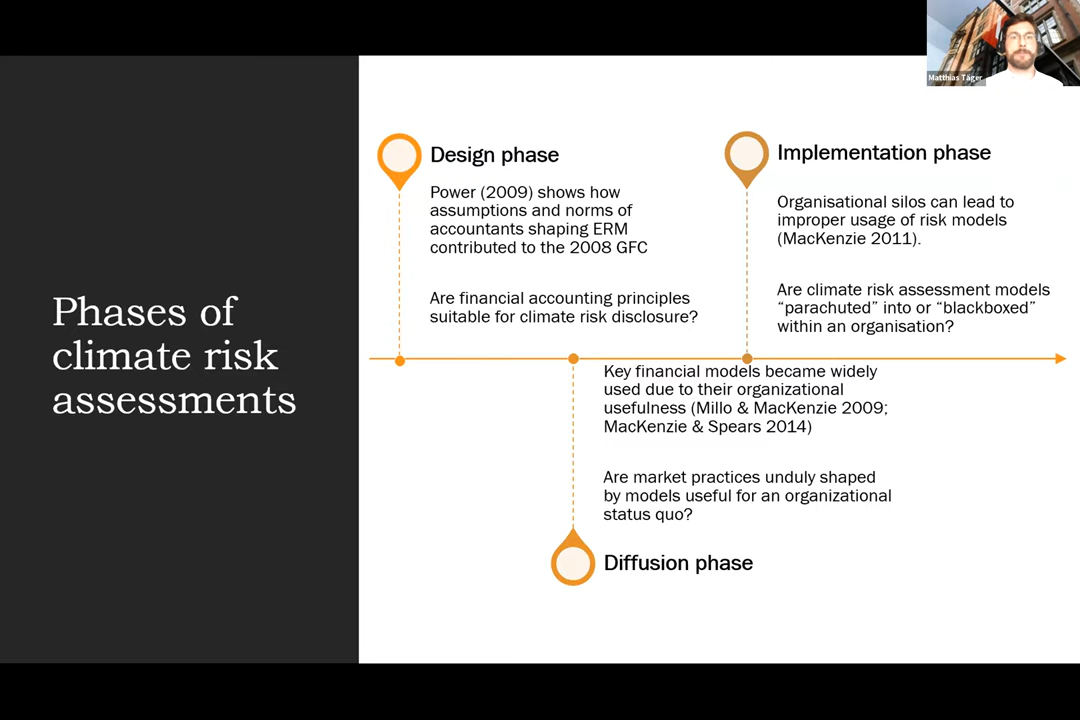 Matthias Täger
Phases of
climate risk
assessments
Design phase
Power (2009) shows how
assumptions and norms of
accountants shaping ERM
contributed to the 2008 GFC
Are financial accounting principles
suitable for climate risk disclosure?
Implementation phase
Organisational silos can lead to
improper usage of risk models
(MacKenzie 2011).
Are climate risk assessment models
“parachuted” into or “blackboxed”
within an organisation?
Key financial models became widely
used due to their organizational
usefulness (Millo & MacKenzie 2009;
MacKenzie & Spears 2014)
Are market practices unduly shaped
by models useful for an organizational
status quo?
Diffusion phase